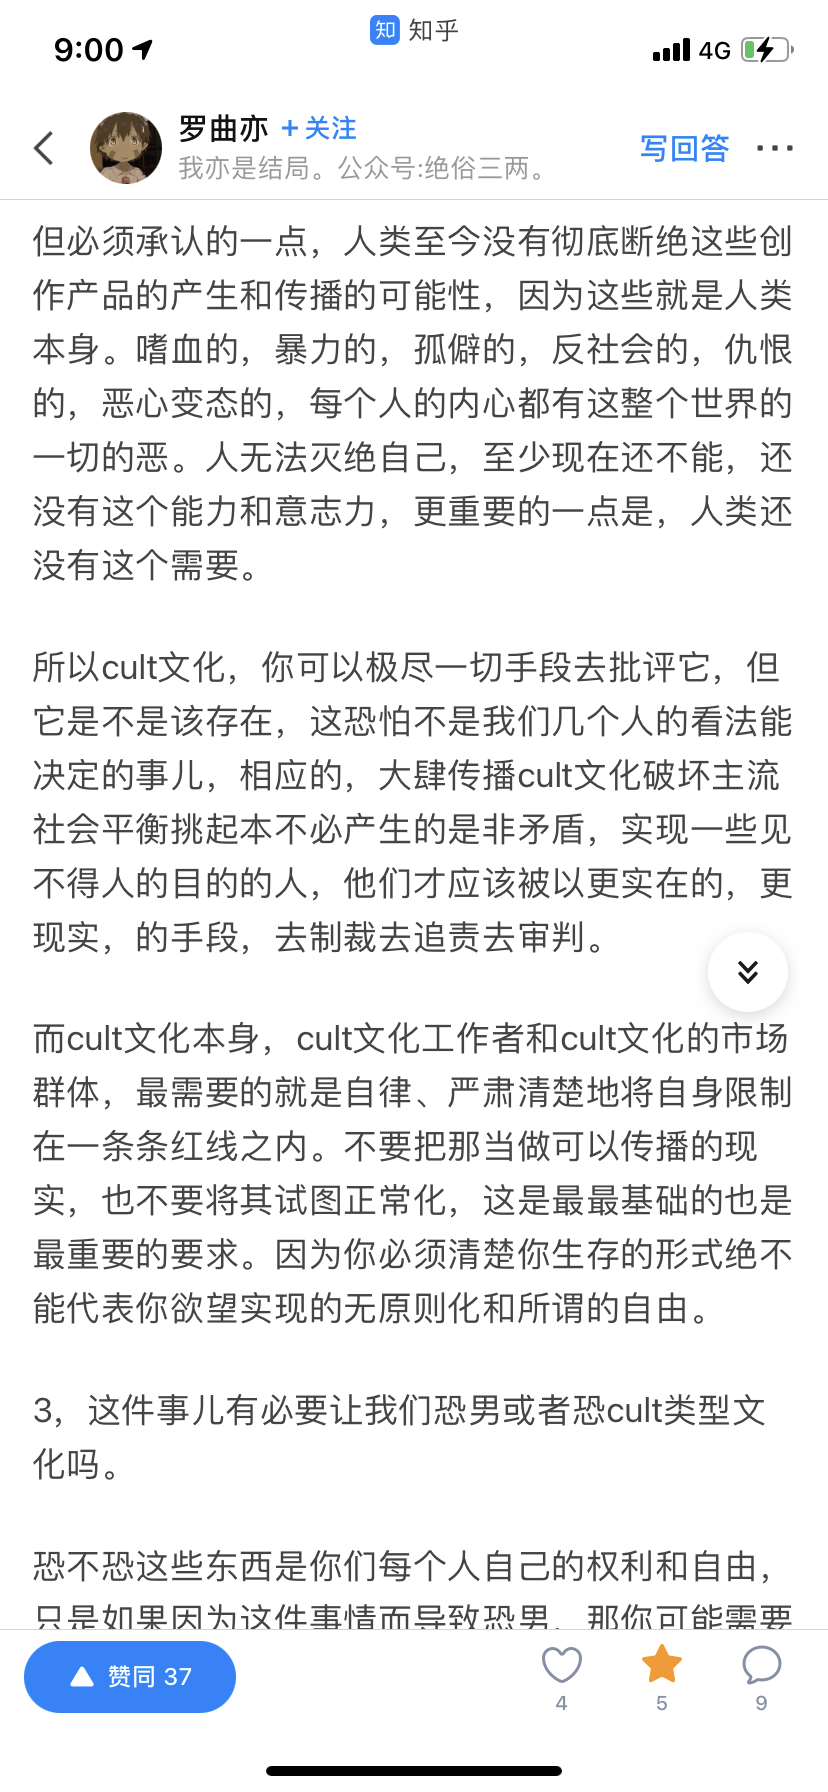 9:00
知 知乎
4G
罗曲亦 +关注
我亦是结局。公众号:绝俗三两。
写回答
但必须承认的一点，人类至今没有彻底断绝这些创
作产品的产生和传播的可能性，因为这些就是人类
本身。嗜血的，暴力的，孤僻的，反社会的，仇恨
的，恶心变态的，每个人的内心都有这整个世界的
一切的恶。人无法灭绝自己，至少现在还不能，还
没有这个能力和意志力，更重要的一点是，人类还
没有这个需要。
所以cult文化，你可以极尽一切手段去批评它，但
它是不是该存在，这恐怕不是我们几个人的看法能
决定的事儿，相应的，大肆传播cult文化破坏主流
社会平衡挑起本不必产生的是非矛盾，实现一些见
不得人的目的的人，他们才应该被以更实在的，更
现实，的手段，去制裁去追责去审判。
而cult文化本身，cult文化工作者和cult文化的市场
群体，最需要的就是自律、严肃清楚地将自身限制
在一条条红线之内。不要把那当做可以传播的现
实，也不要将其试图正常化，这是最最基础的也是
最重要的要求。因为你必须清楚你生存的形式绝不
能代表你欲望实现的无原则化和所谓的自由。
3，这件事儿有必要让我们恐男或者恐cult类型文
化吗。
恐不恐这些东西是你们每个人自己的权利和自由，
只是如果因为这件事情而导致恐男，那你可能需要
赞同 37
4
5
9